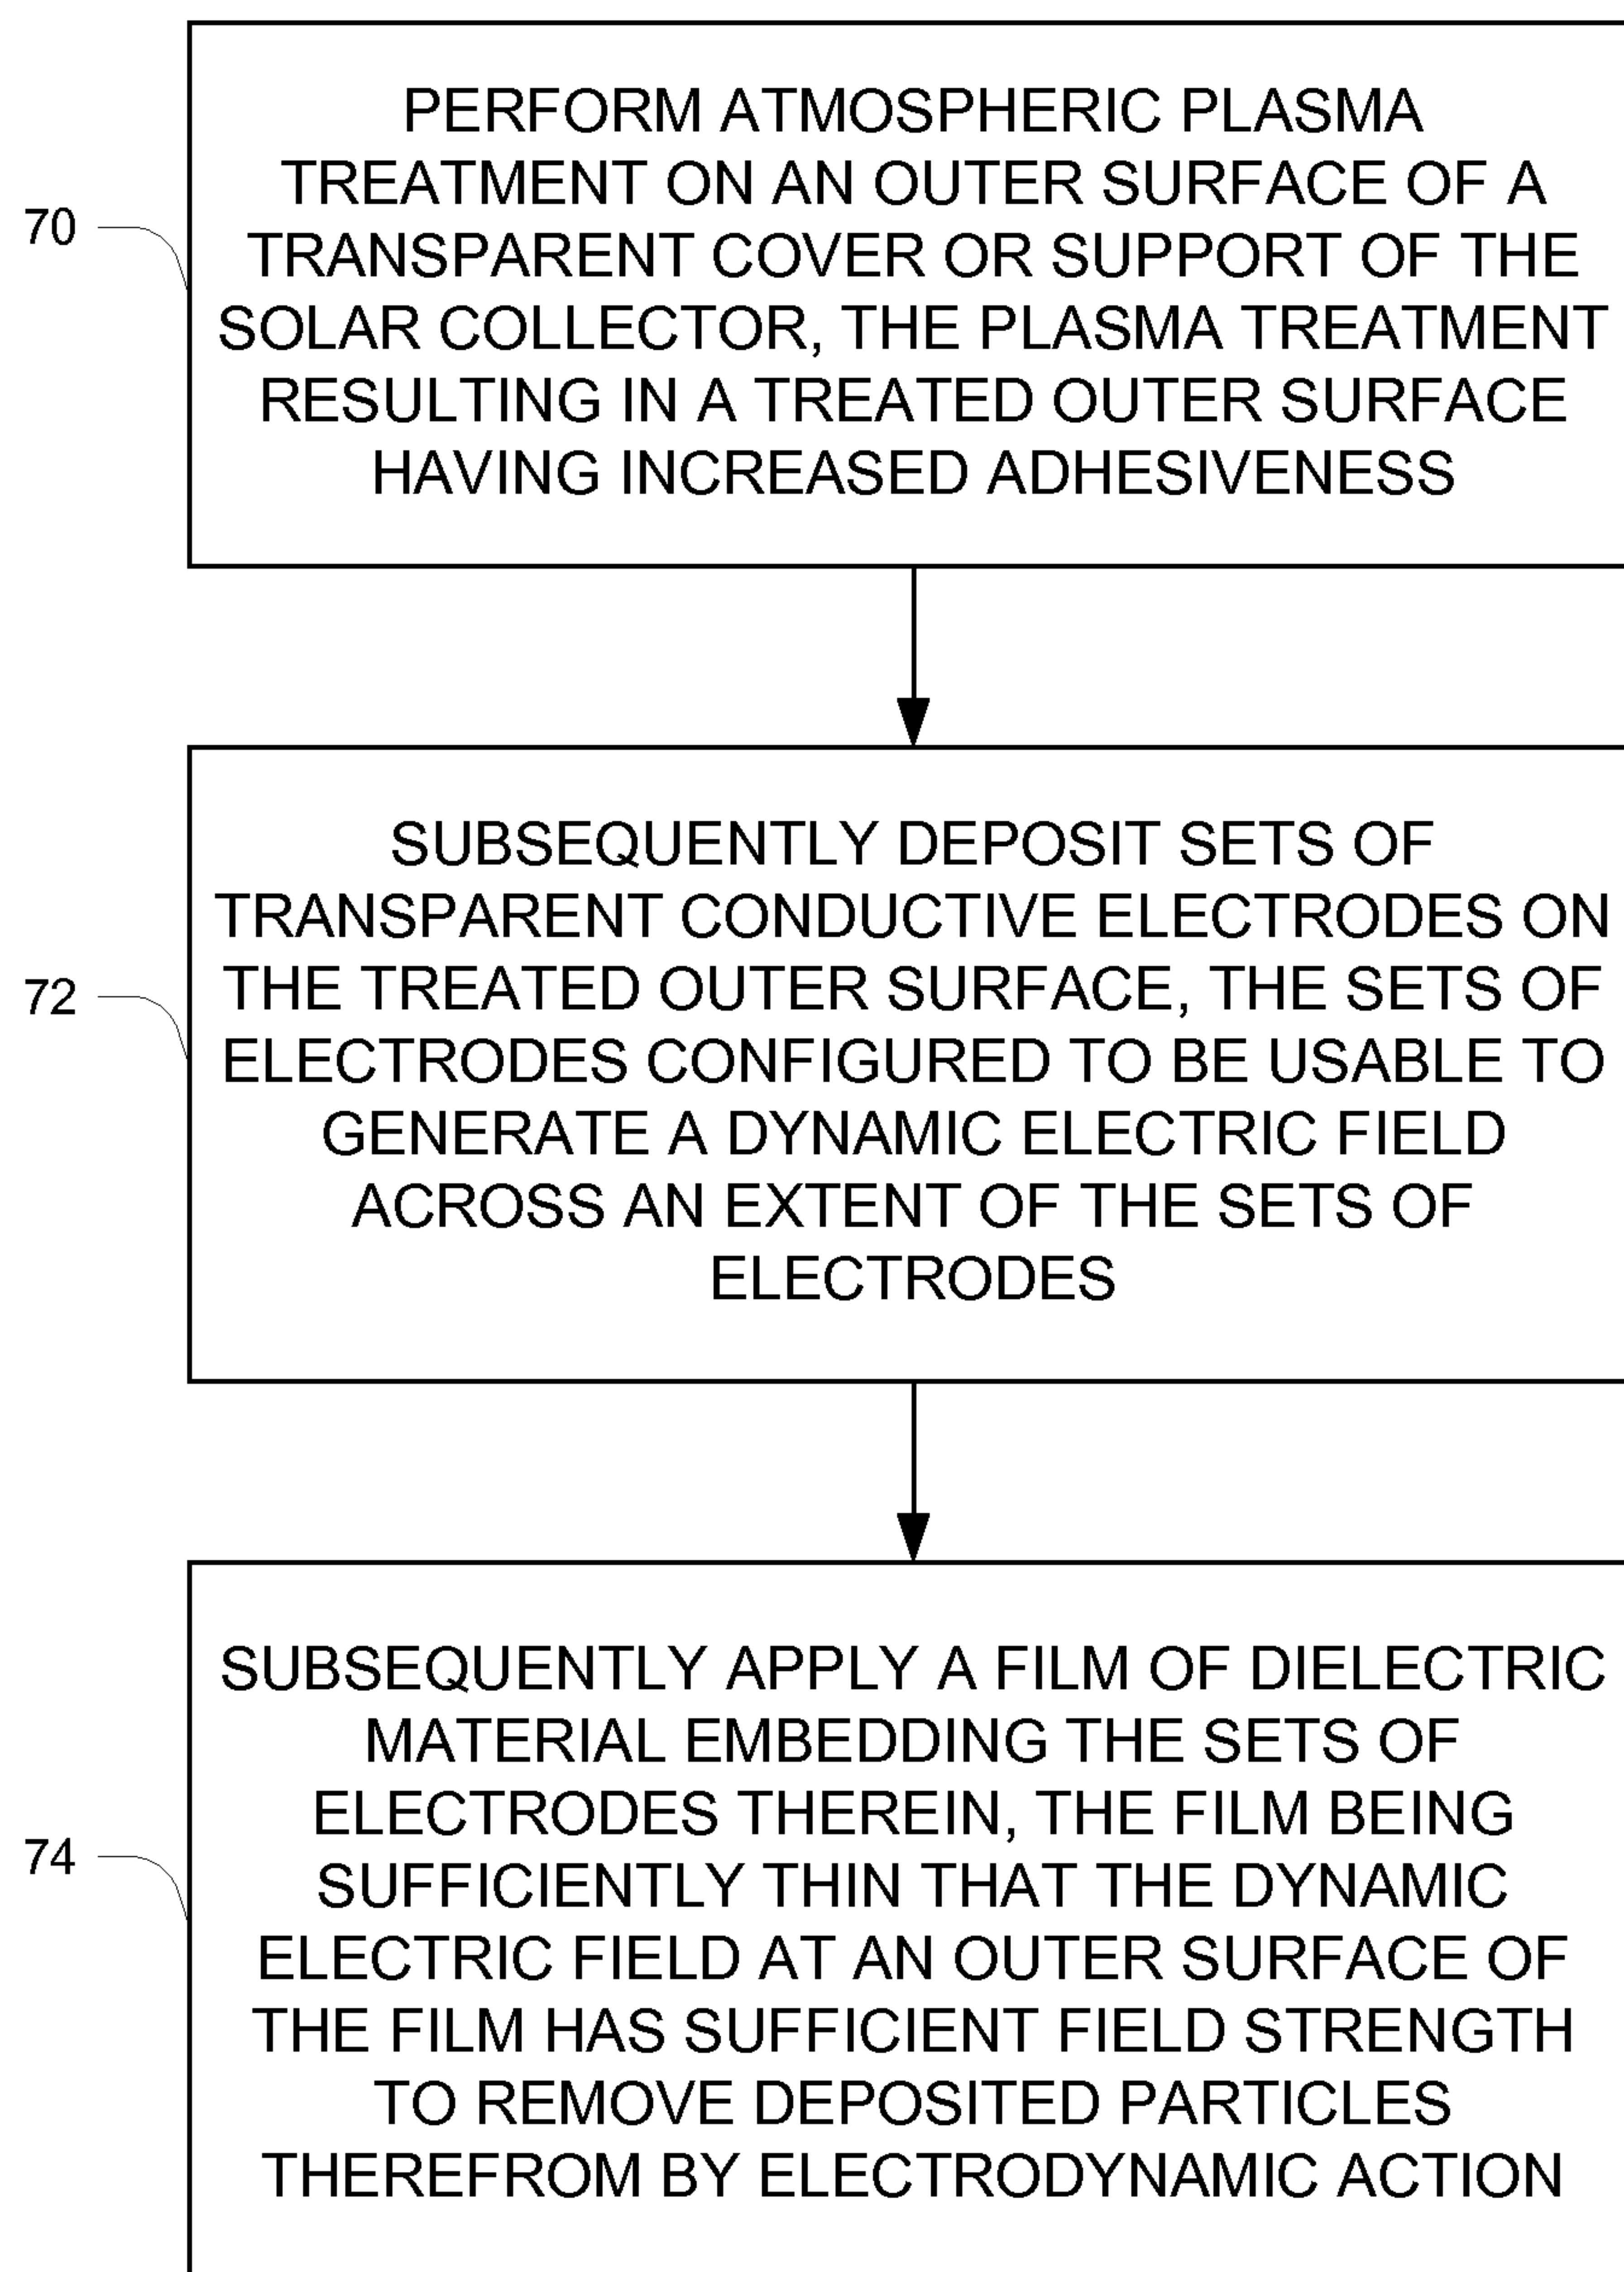 PERFORM ATMOSPHERIC PLASMA
TREATMENT ON AN OUTER SURFACE OF A
TRANSPARENT COVER OR SUPPORT OF THE
SOLAR COLLECTOR, THE PLASMA TREATMENT
RESULTING IN A TREATED OUTER SURFACE
HAVING INCREASED ADHESIVENESS
70
SUBSEQUENTLY DEPOSIT SETS OF
TRANSPARENT CONDUCTIVE ELECTRODES ON
THE TREATED OUTER SURFACE, THE SETS OF
ELECTRODES CONFIGURED TO BE USABLE TO
GENERATE A DYNAMIC ELECTRIC FIELD
ACROSS AN EXTENT OF THE SETS OF
ELECTRODES
72
SUBSEQUENTLY APPLY A FILM OF DIELECTRIC
MATERIAL EMBEDDING THE SETS OF
ELECTRODES THEREIN, THE FILM BEING
SUFFICIENTLY THIN THAT THE DYNAMIC
ELECTRIC FIELD AT AN OUTER SURFACE OF
THE FILM HAS SUFFICIENT FIELD STRENGTH
TO REMOVE DEPOSITED PARTICLES
THEREFROM BY ELECTRODYNAMIC ACTION
74